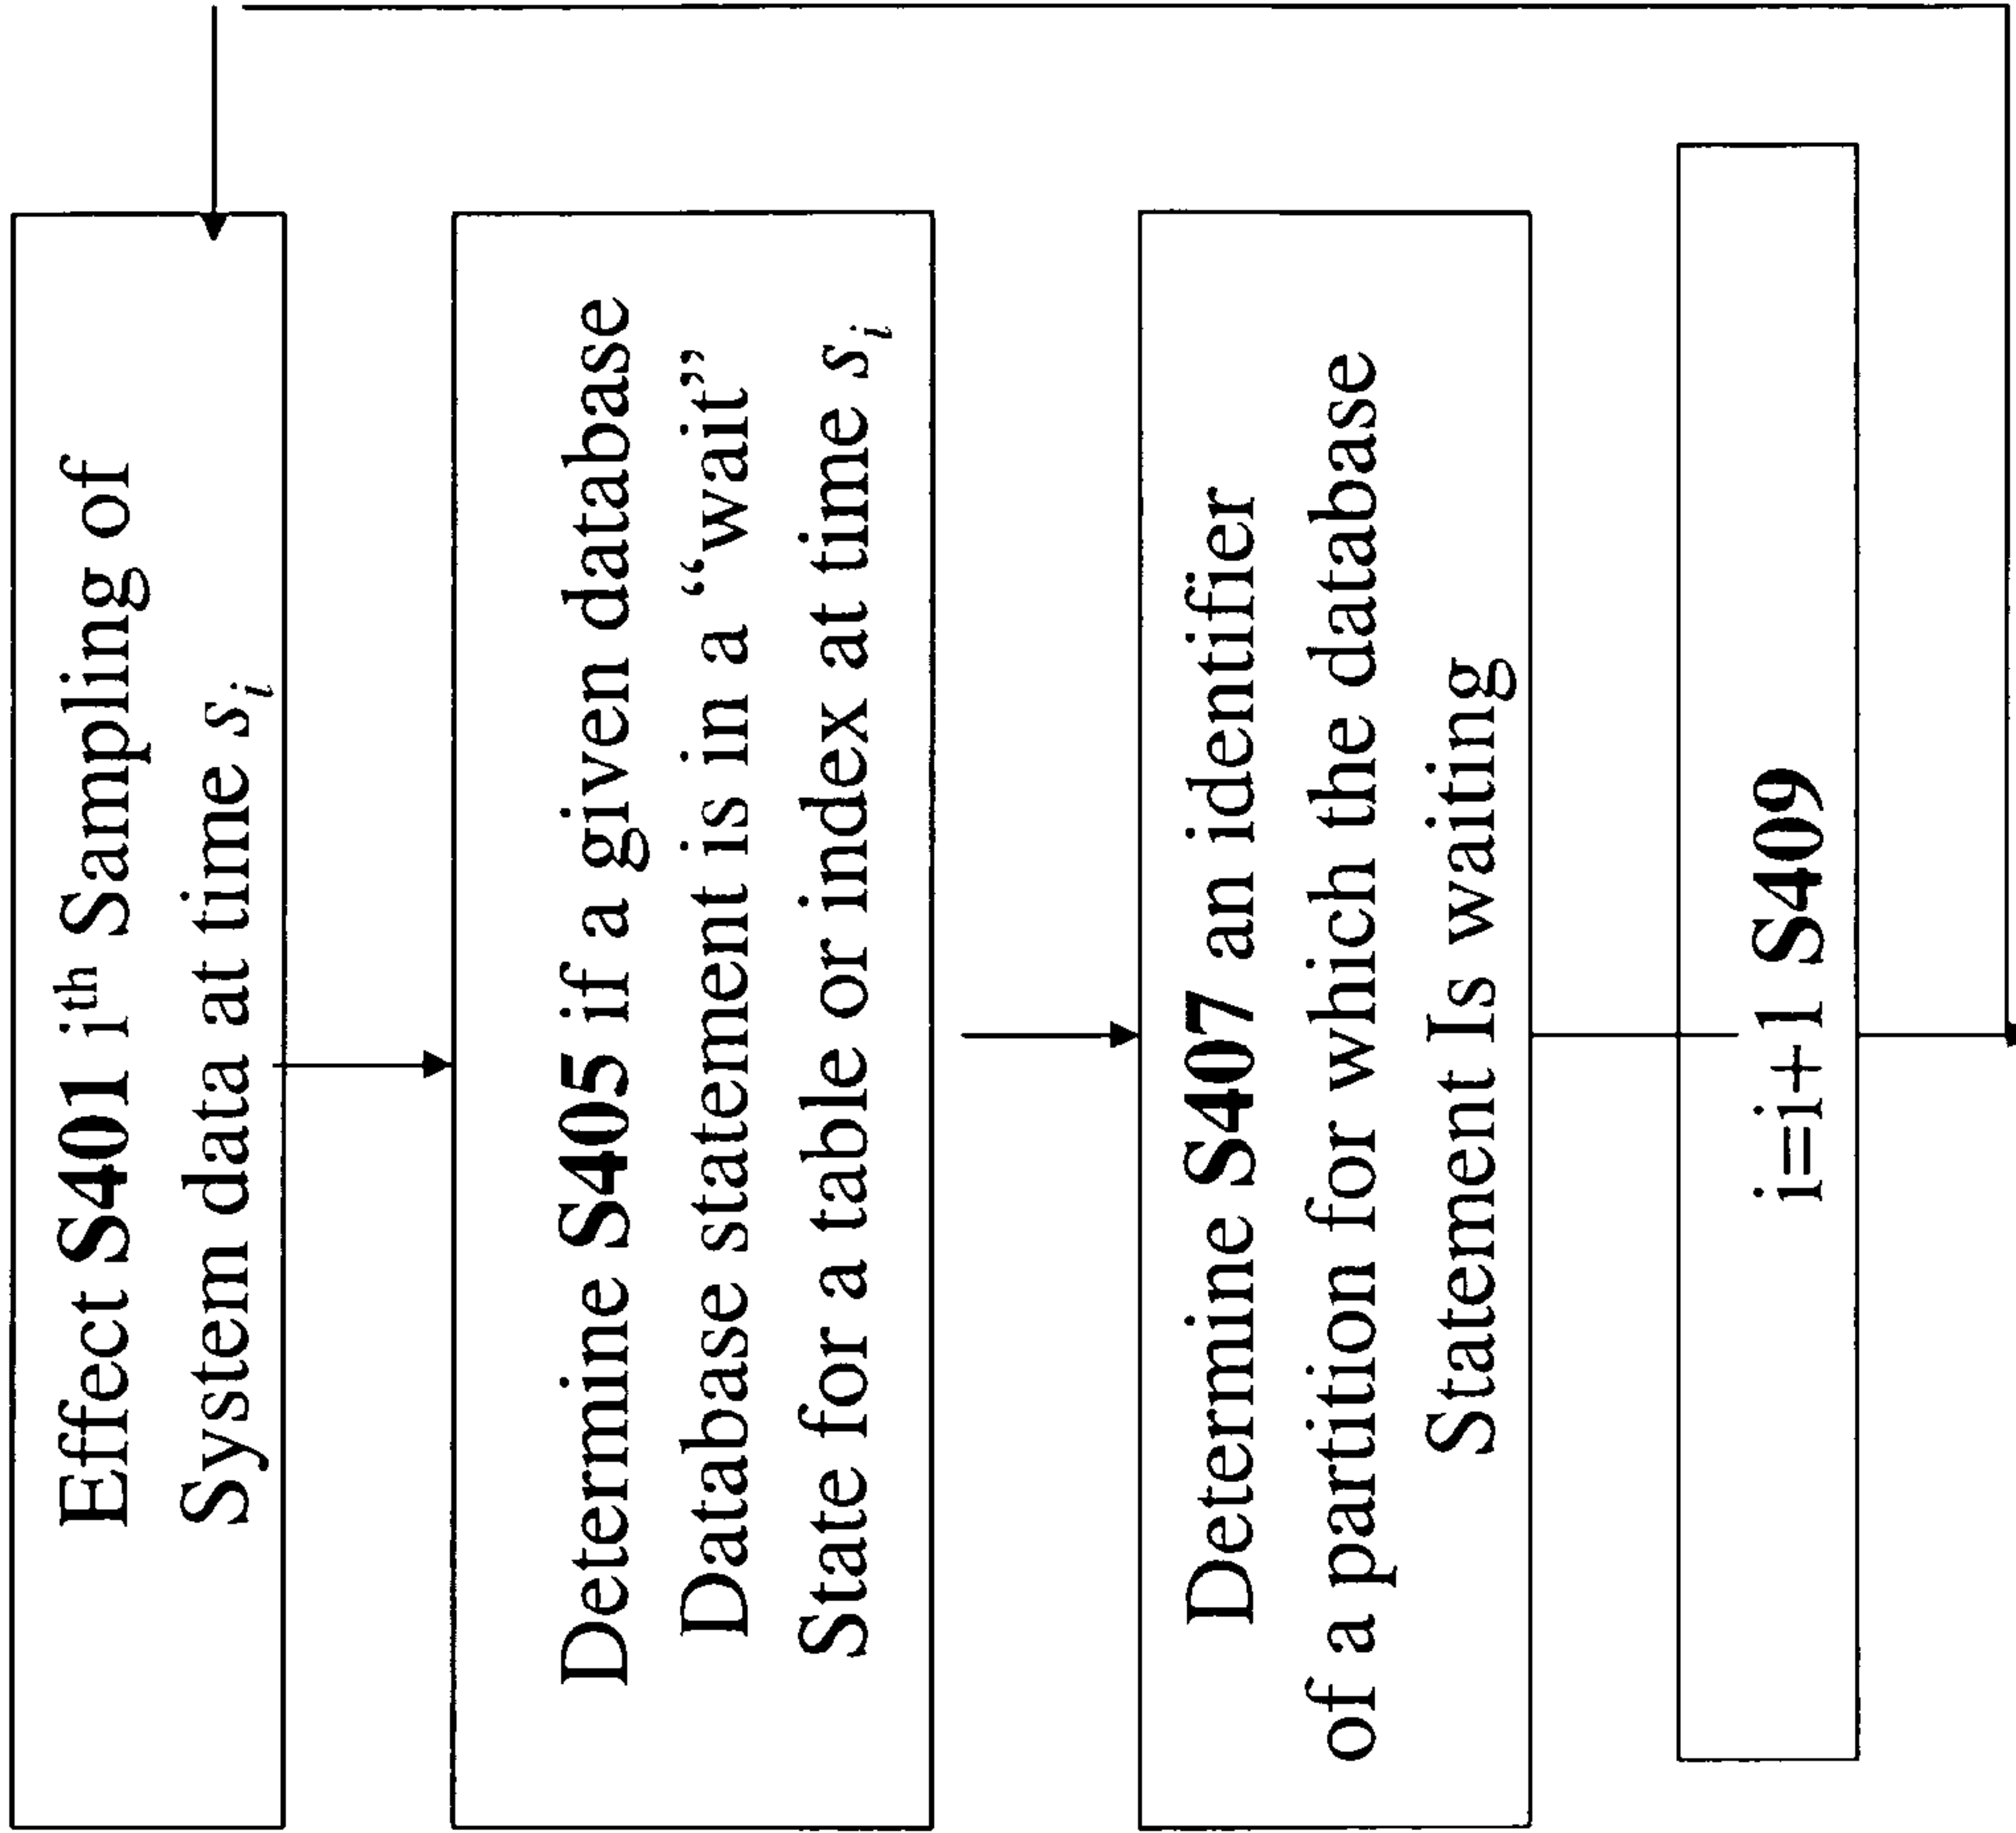 Effect S401 ith Sampling of
System data at time si
Determine S405 if a given database
Database statement is in a “wait”
State for a table or index at time si
Determine S407 an identifier
of a partition for which the database
Statement Is waiting
i=i+1 S409